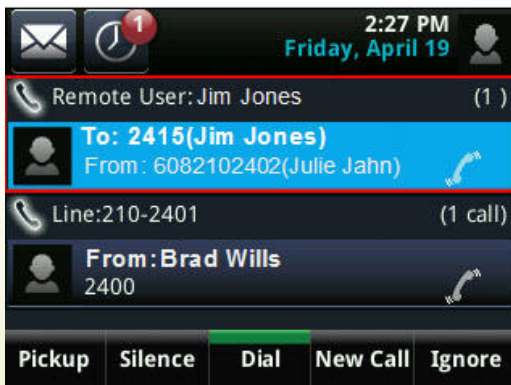 1
2:27 PM
Friday, April 19
Remote User: Jim Jones (1 )
To: 2415(Jim Jones)
From: 6082102402(Julie Jahn)
Line:210-2401 (1 call)
From: Brad Wills
2400
Pickup Silence Dial New Call Ignore